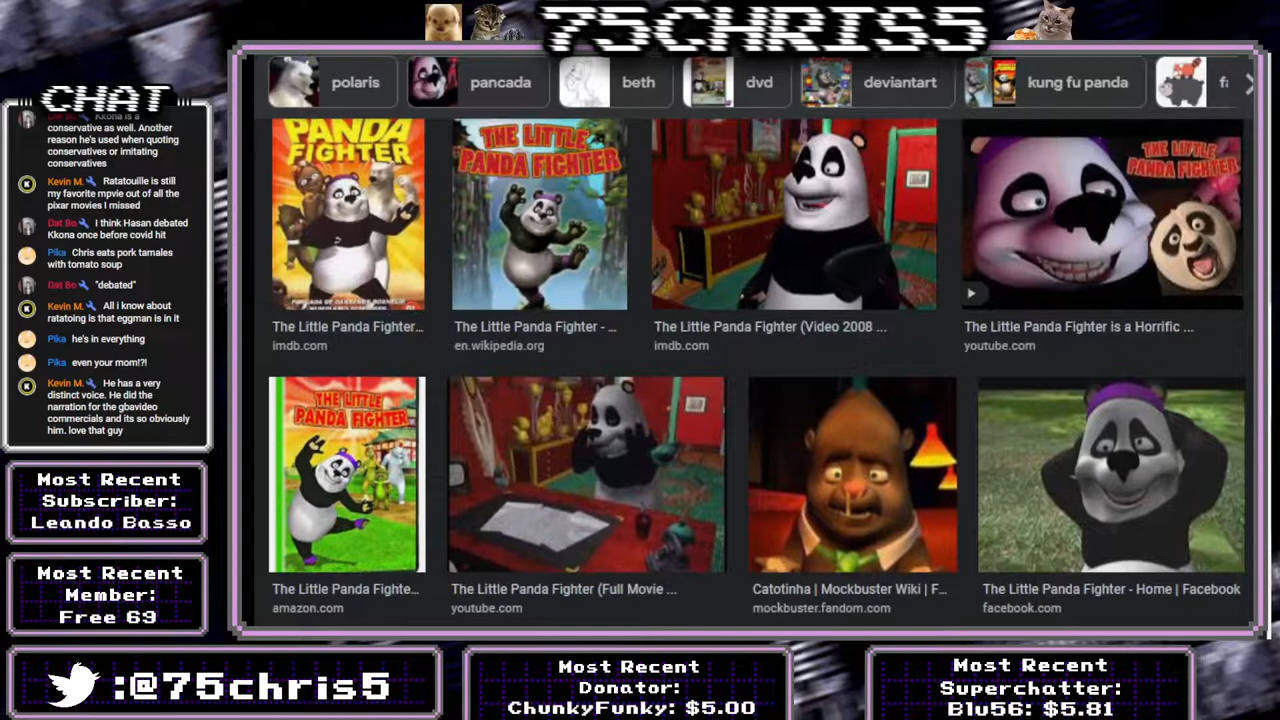 75CHRIS5
CHAT
Kkona is a
conservative as well. Another
reason he's used when quoting
conservatives or imitating
conservatives
Kevin M. Ratatouille is still
my favorite mpvie out of all the
pixar movies I missed
Dat Bo I think Hasan debated
Kkona once before covid hit
Pika Chris eats pork tamales
with tomato soup
Dat Bo "debated"
Kevin M. All i know about
ratatoing is that eggman is in it
Pika he's in everything
Pika even your mom!?!
Kevin M. He has a very
distinct voice. He did the
narration for the gbavideo
commercials and its so obviously
him. love that guy
Most Recent
Subscriber:
Leando Basso
Most Recent
Member:
Free 69
polaris
pancada
beth
dvd
deviantart
kung fu panda
PANDA
FIGHTER
THE LITTLE
PANDA FIGHTER
THE LITTLE
PANDA FIGHTER
The Little Panda Fighter...
imdb.com
The Little Panda Fighter - ...
en.wikipedia.org
The Little Panda Fighter (Video 2008 ...
imdb.com
The Little Panda Fighter is a Horrific ...
youtube.com
THE LITTLE
PANDA FIGHTER
The Little Panda Fighte...
amazon.com
The Little Panda Fighter (Full Movie ...
youtube.com
Catotinha | Mockbuster Wiki | F...
mockbuster.fandom.com
The Little Panda Fighter - Home | Facebook
facebook.com
:@75chris5
Most Recent
Donator:
ChunkyFunky: $5.00
Most Recent
Superchatter:
Blu56: $5.81